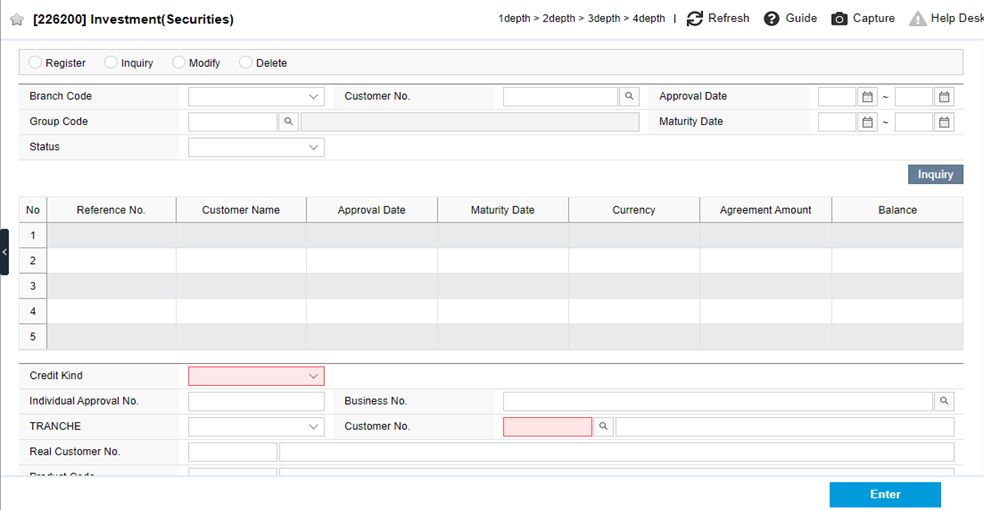 [226200] Investment(Securities) 1depth > 2depth > 3depth > 4depth | Refresh Guide Capture Help Desk
Register Inquiry Modify Delete
Branch Code Customer No. Approval Date ~
Group Code Maturity Date ~
Status
Inquiry
No Reference No. Customer Name Approval Date Maturity Date Currency Agreement Amount Balance
1
2
3
4
5
Credit Kind
Individual Approval No. Business No.
TRANCHE Customer No.
Real Customer No.
Product Code
Enter